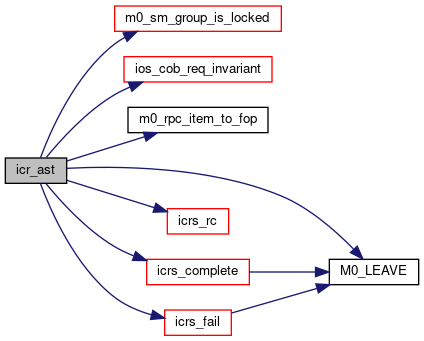 m0_sm_group_is_locked
ios_cob_req_invariant
m0_rpc_item_to_fop
icr_ast
icrs_rc
icrs_complete
M0_LEAVE
icrs_fail